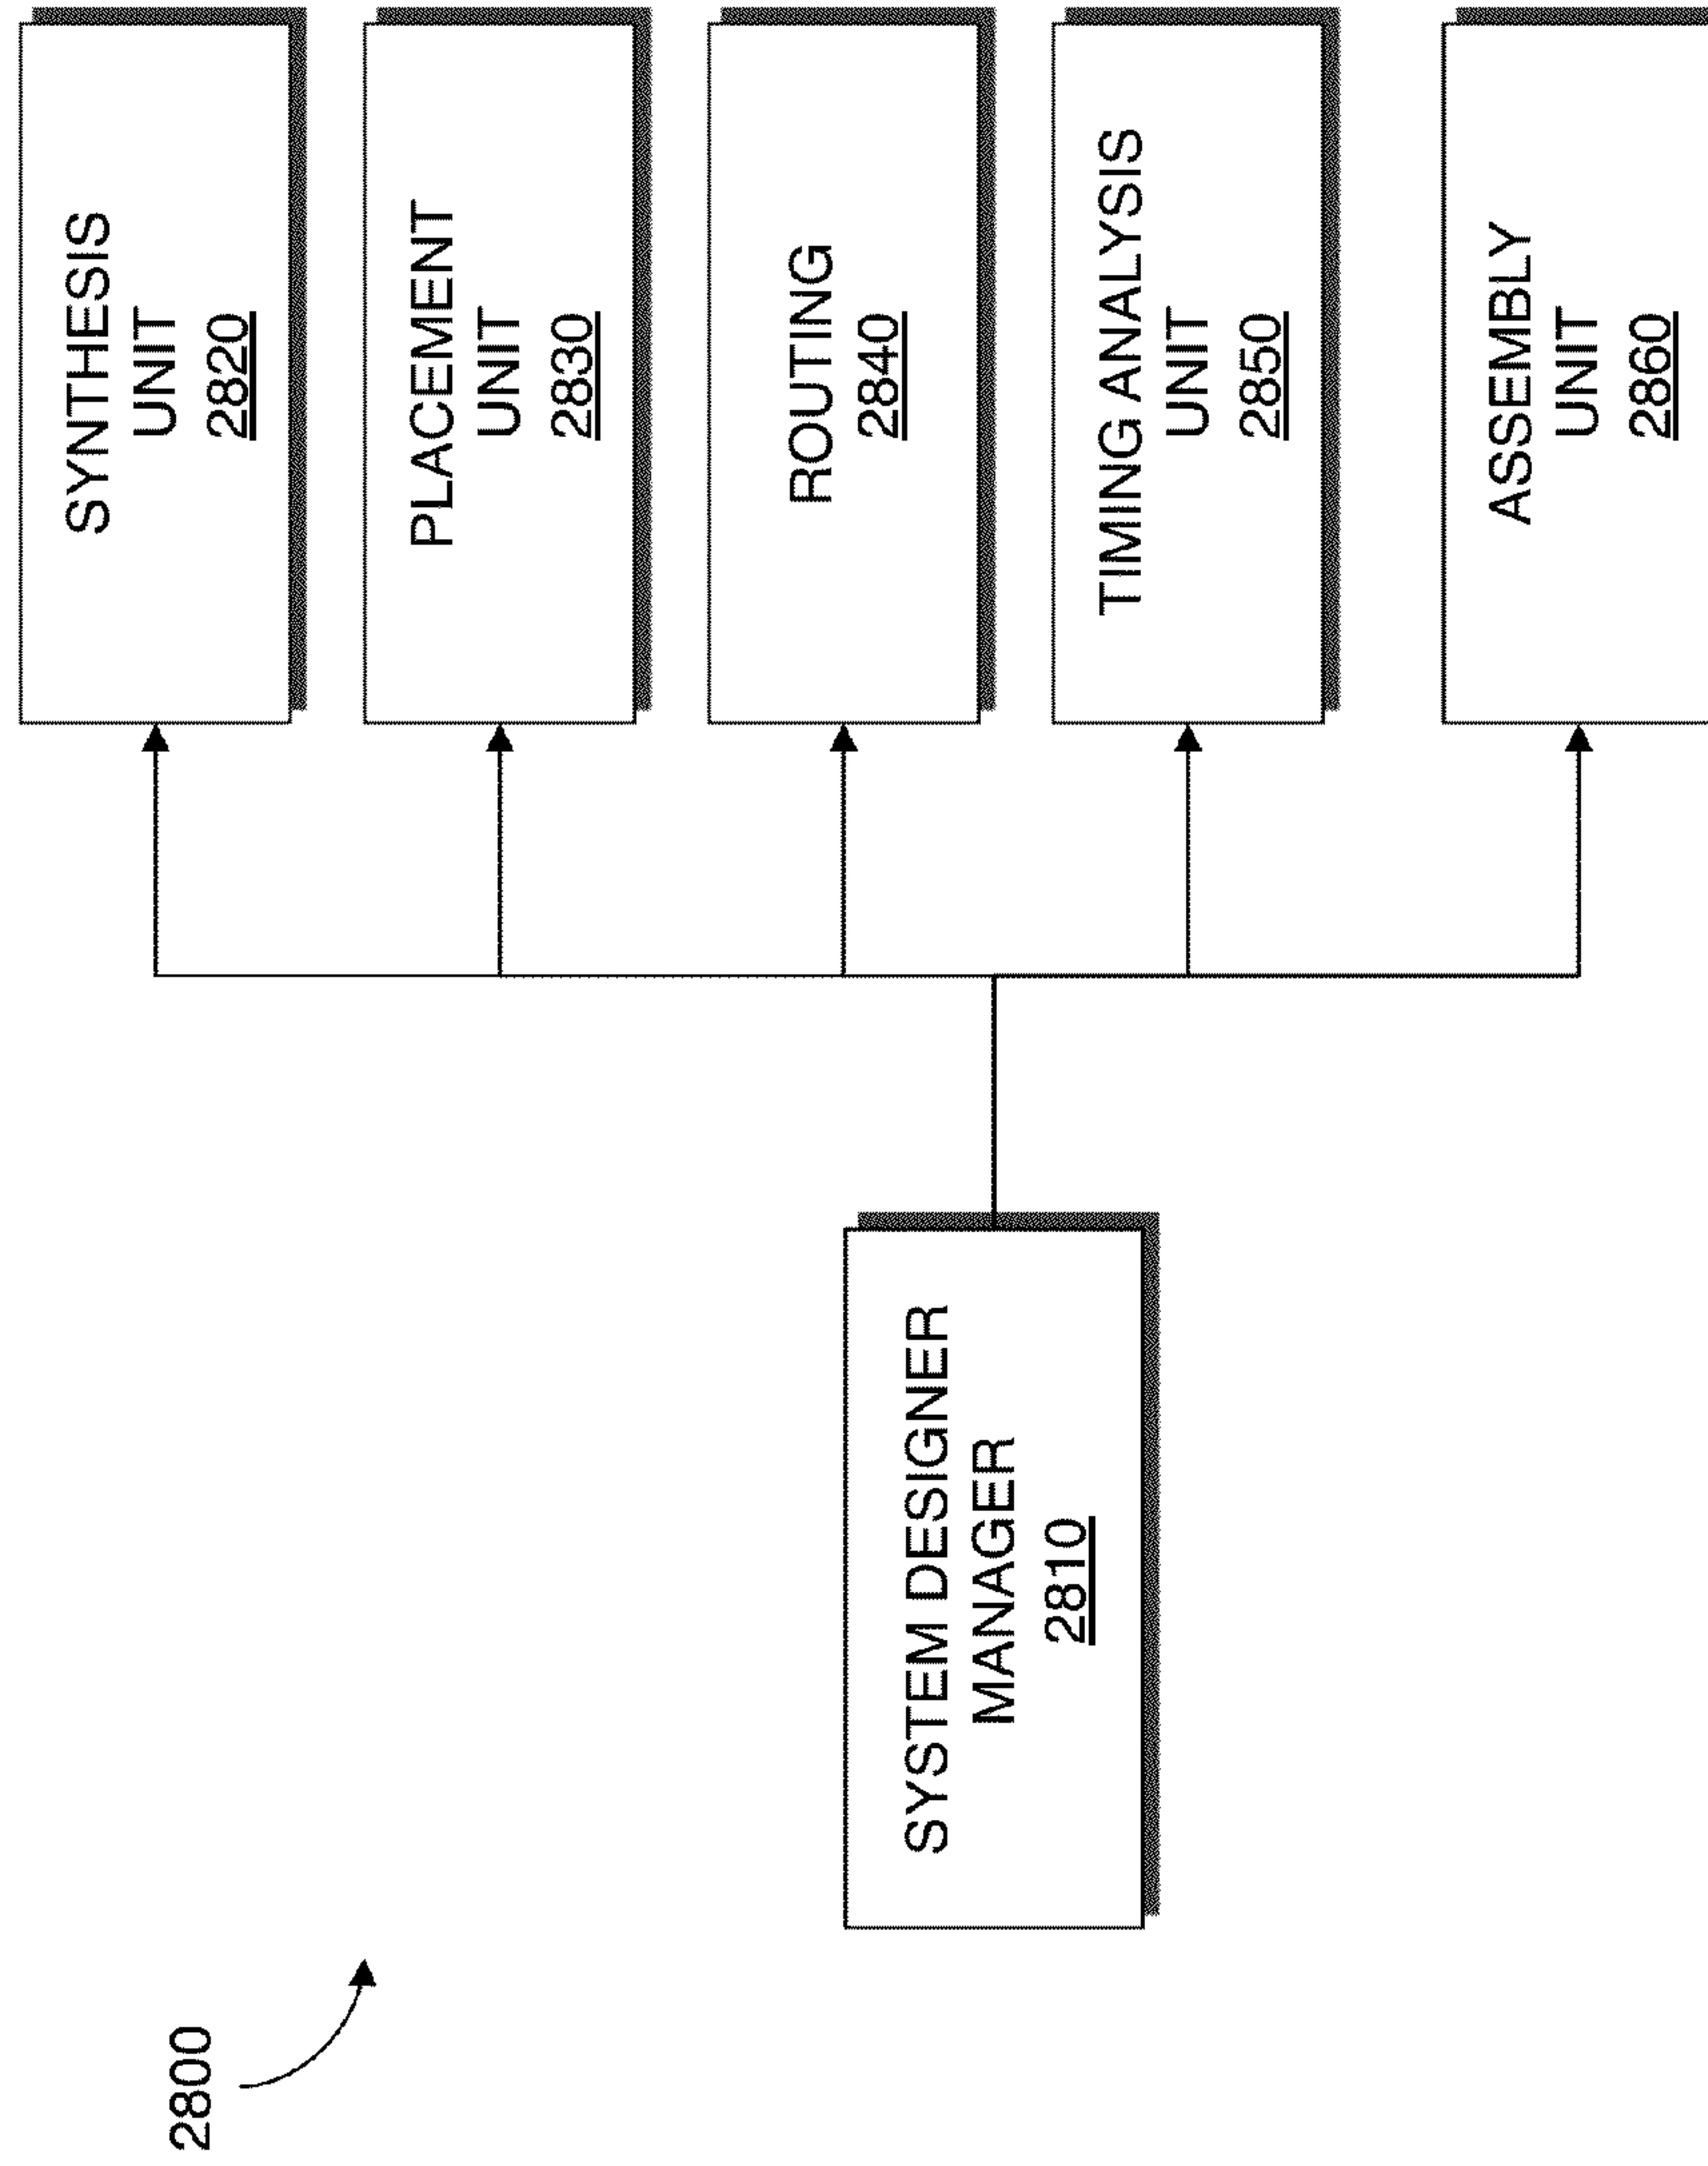 2800
SYSTEM DESIGNER
MANAGER
2810
SYNTHESIS
UNIT
2820
PLACEMENT
UNIT
2830
ROUTING
2840
TIMING ANALYSIS
UNIT
2850
ASSEMBLY
UNIT
2860